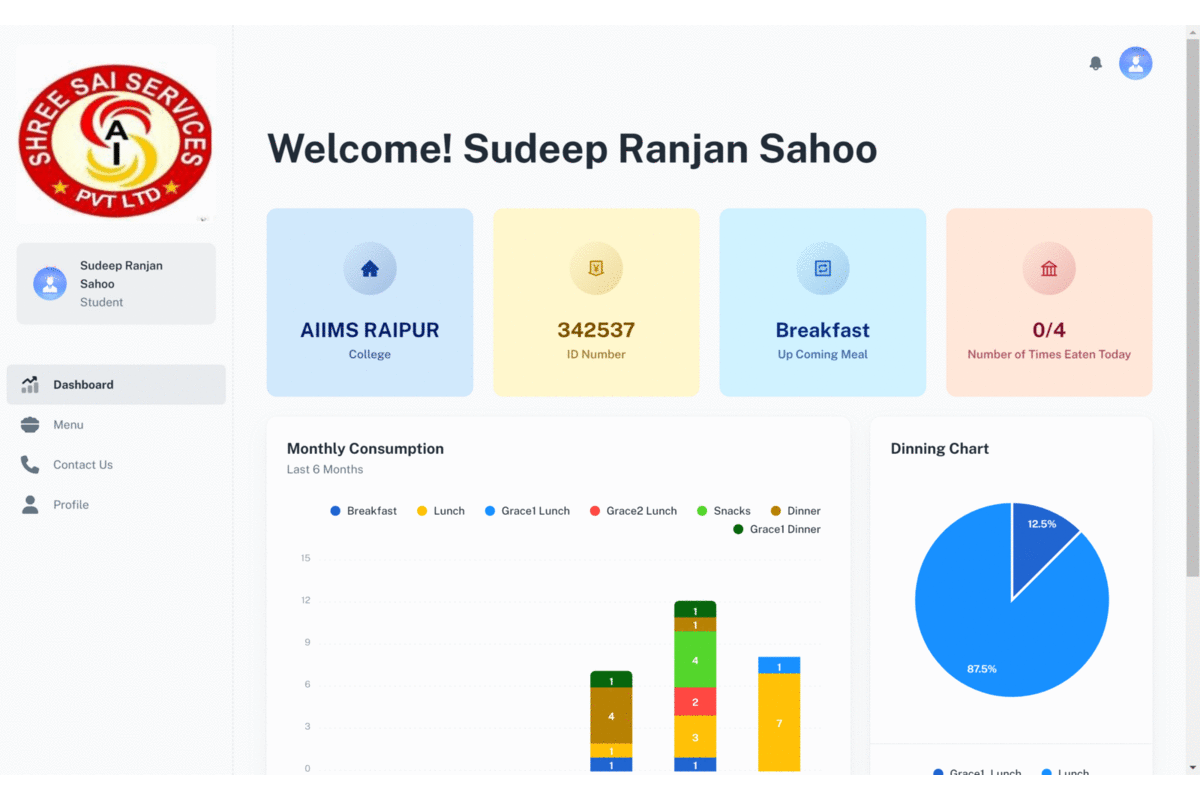 SHREE SAI SERVICES
A
I
PVT LTD
Sudeep Ranjan
Sahoo
Student
Dashboard
Menu
Contact Us
Profile
Welcome! Sudeep Ranjan Sahoo
AIIMS RAIPUR
College
342537
ID Number
Breakfast
Up Coming Meal
0/4
Number of Times Eaten Today
Monthly Consumption
Last 6 Months
Breakfast Lunch Grace1 Lunch Grace2 Lunch Snacks Dinner
Grace1 Dinner
15
12
9
6
3
0
1
4
1
1
1
1
4
2
3
1
1
7
Dinning Chart
12.5%
87.5%
Grace1 Lunch Lunch